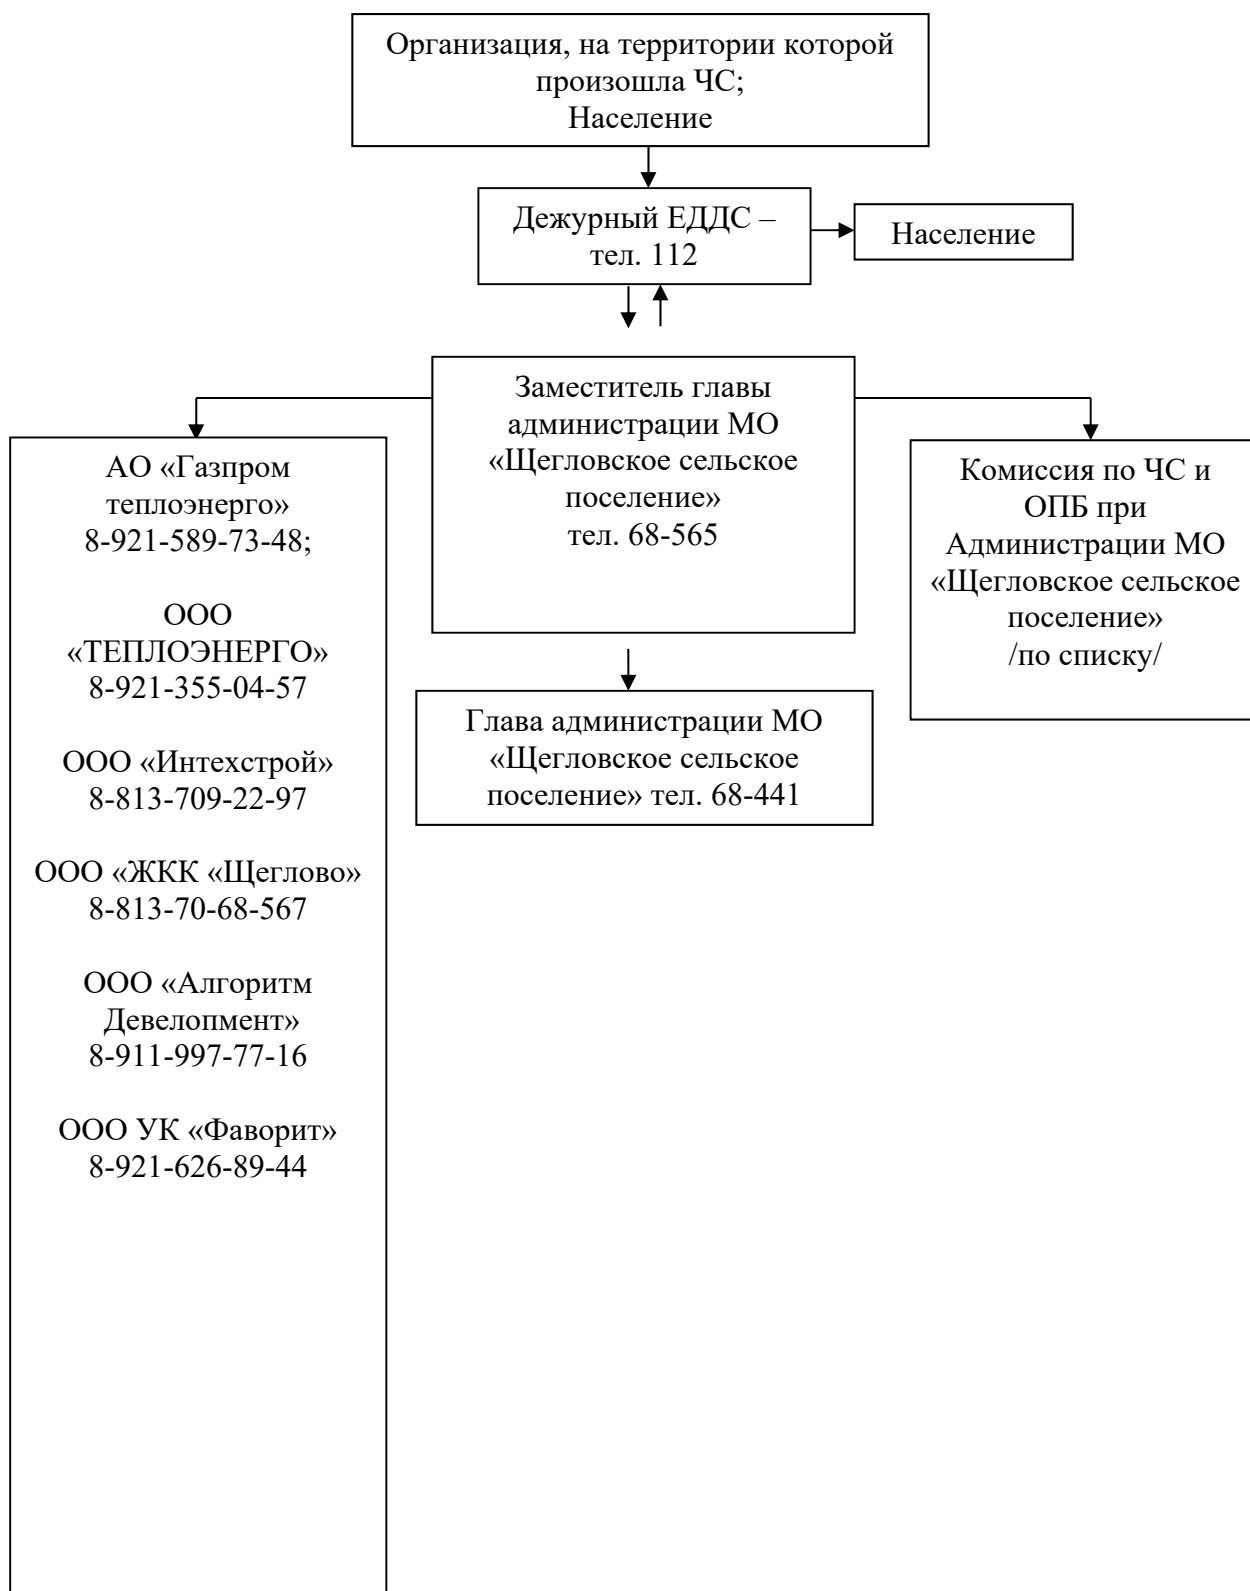 Организация, на территории которой
произошла ЧС;
Население
Дежурный ЕДДС –
тел. 112
Население
Заместитель главы
администрации МО
«Щегловское сельское
поселение»
тел. 68-565
АО «Газпром
теплоэнерго»
8-921-589-73-48;
ООО
«ТЕПЛОЭНЕРГО»
8-921-355-04-57
ООО «Интехстрой»
8-813-709-22-97
ООО «ЖКК «Щеглово»
8-813-70-68-567
ООО «Алгоритм
Девелопмент»
8-911-997-77-16
ООО УК «Фаворит»
8-921-626-89-44
Комиссия по ЧС и
ОПБ при
Администрации МО
«Щегловское сельское
поселение»
/по списку/
Глава администрации МО
«Щегловское сельское
поселение» тел. 68-441